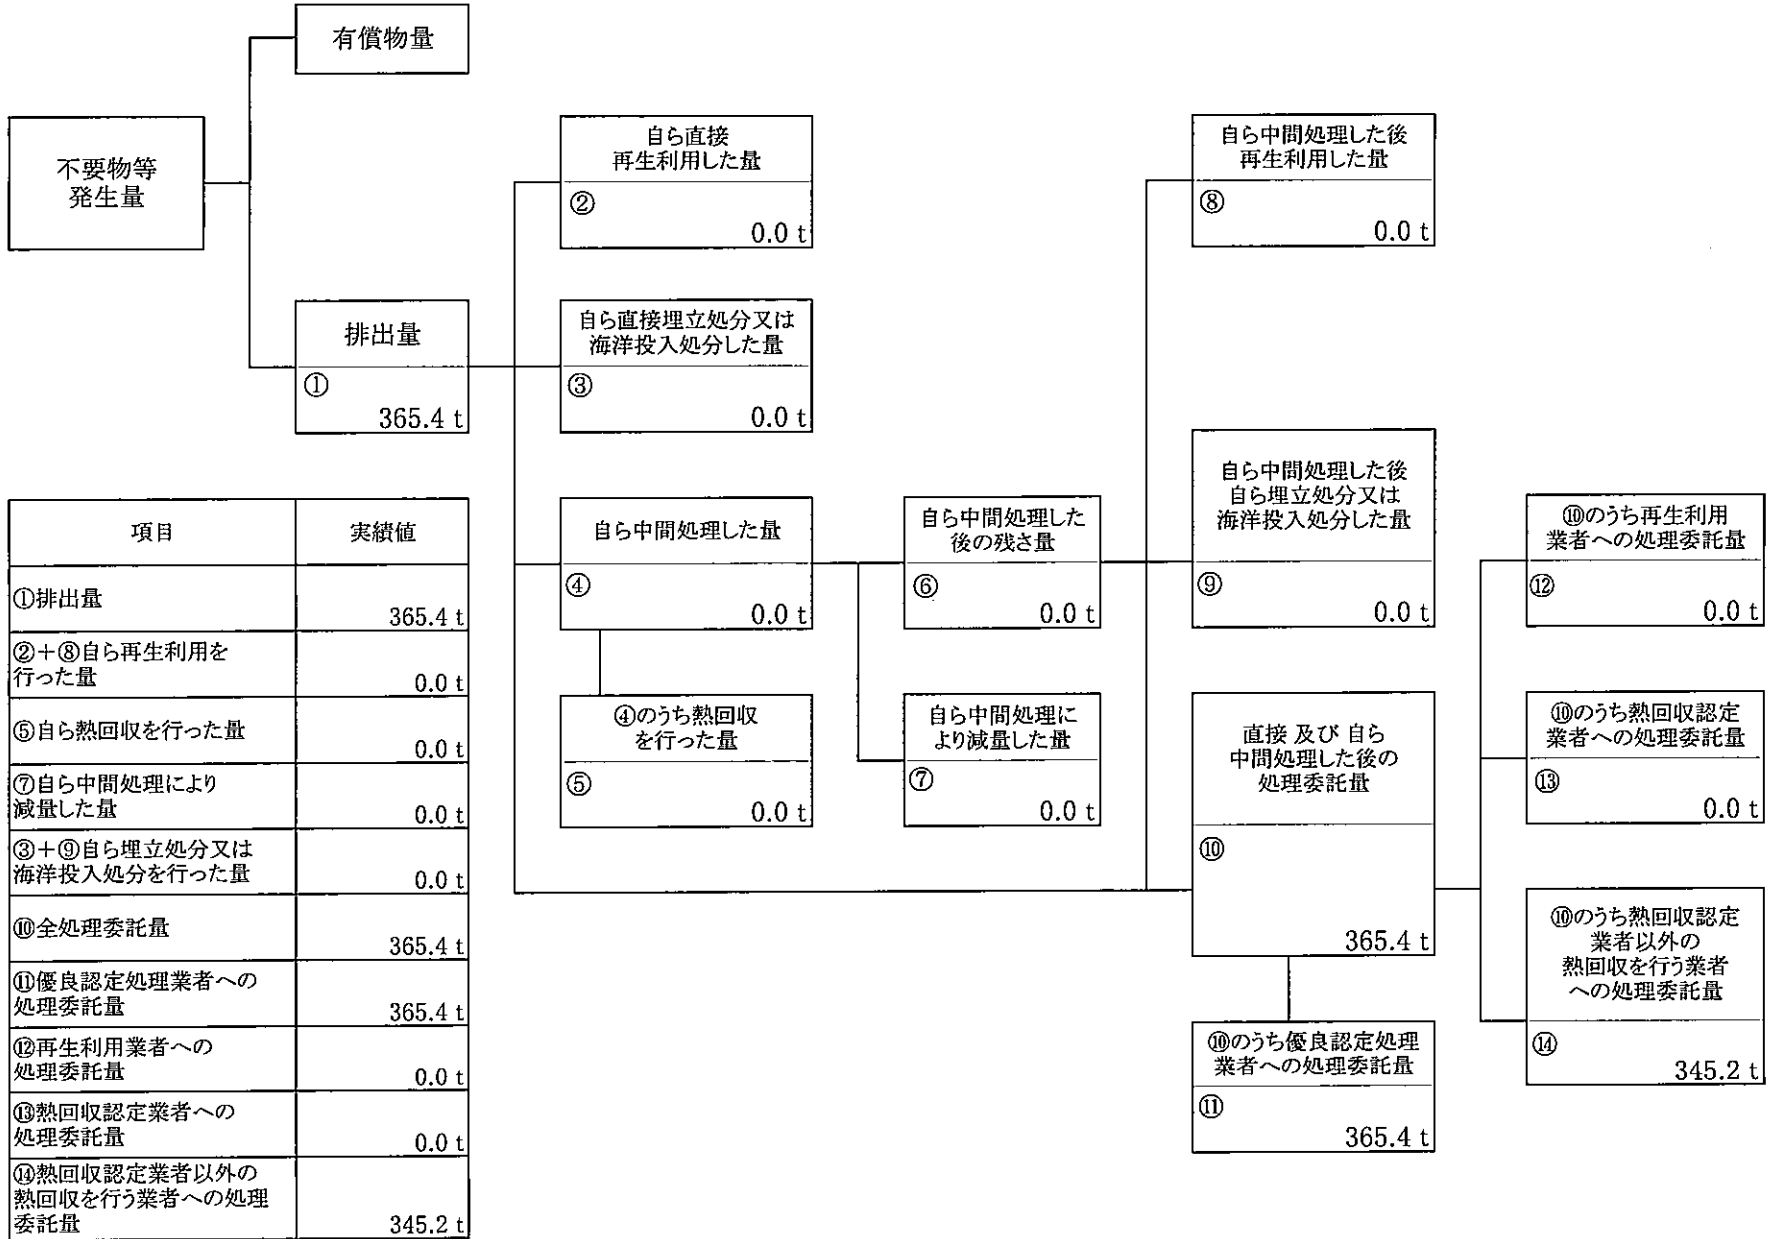 有償物量
不要物等
発生量
排出量
①
365.4 t
自ら直接
再生利用した量
②
0.0 t
自ら直接埋立処分又は
海洋投入処分した量
③
0.0 t
自ら中間処理した量
④
0.0 t
④のうち熱回収
を行った量
⑤
0.0 t
自ら中間処理した
後の残さ量
⑥
0.0 t
自ら中間処理に
より減量した量
⑦
0.0 t
自ら中間処理した後
再生利用した量
⑧
0.0 t
自ら中間処理した後
自ら埋立処分又は
海洋投入処分した量
⑨
0.0 t
直接 及び 自ら
中間処理した後の
処理委託量
⑩
365.4 t
⑩のうち優良認定処理
業者への処理委託量
⑪
365.4 t
⑩のうち再生利用
業者への処理委託量
⑫
0.0 t
⑩のうち熱回収認定
業者への処理委託量
⑬
0.0 t
⑩のうち熱回収認定
業者以外の
熱回収を行う業者
への処理委託量
⑭
345.2 t
項目 実績値
①排出量
365.4 t
②+⑧自ら再生利用を
行った量
0.0 t
⑤自ら熱回収を行った量
0.0 t
⑦自ら中間処理により
減量した量
0.0 t
③+⑨自ら埋立処分又は
海洋投入処分を行った量
0.0 t
⑩全処理委託量
365.4 t
⑪優良認定処理業者への
処理委託量
365.4 t
⑫再生利用業者への
処理委託量
0.0 t
⑬熱回収認定業者への
処理委託量
0.0 t
⑭熱回収認定業者以外の
熱回収を行う業者への処理
委託量
345.2 t